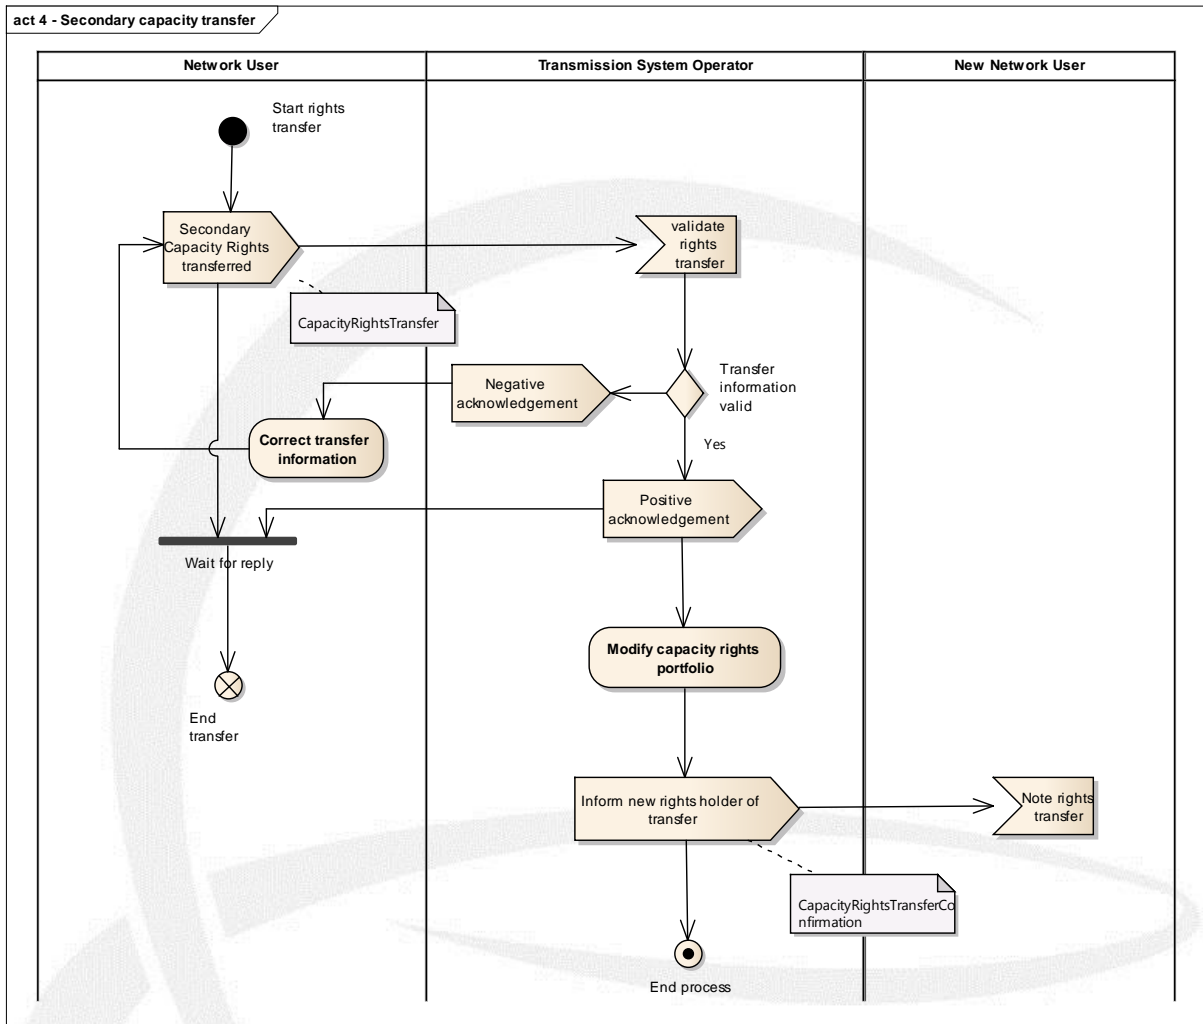 act 4 - Secondary capacity transfer
Network User
Transmission System Operator
New Network User
Start rights
transfer
Secondary
Capacity Rights
transferred
validate
rights
transfer
CapacityRightsTransfer
Transfer
information
valid
Negative
acknowledgement
Correct transfer
information
Yes
Positive
acknowledgement
Wait for reply
Modify capacity rights
portfolio
End
transfer
Inform new rights holder of
transfer
Note rights
transfer
CapacityRightsTransferCo
nfirmation
End process